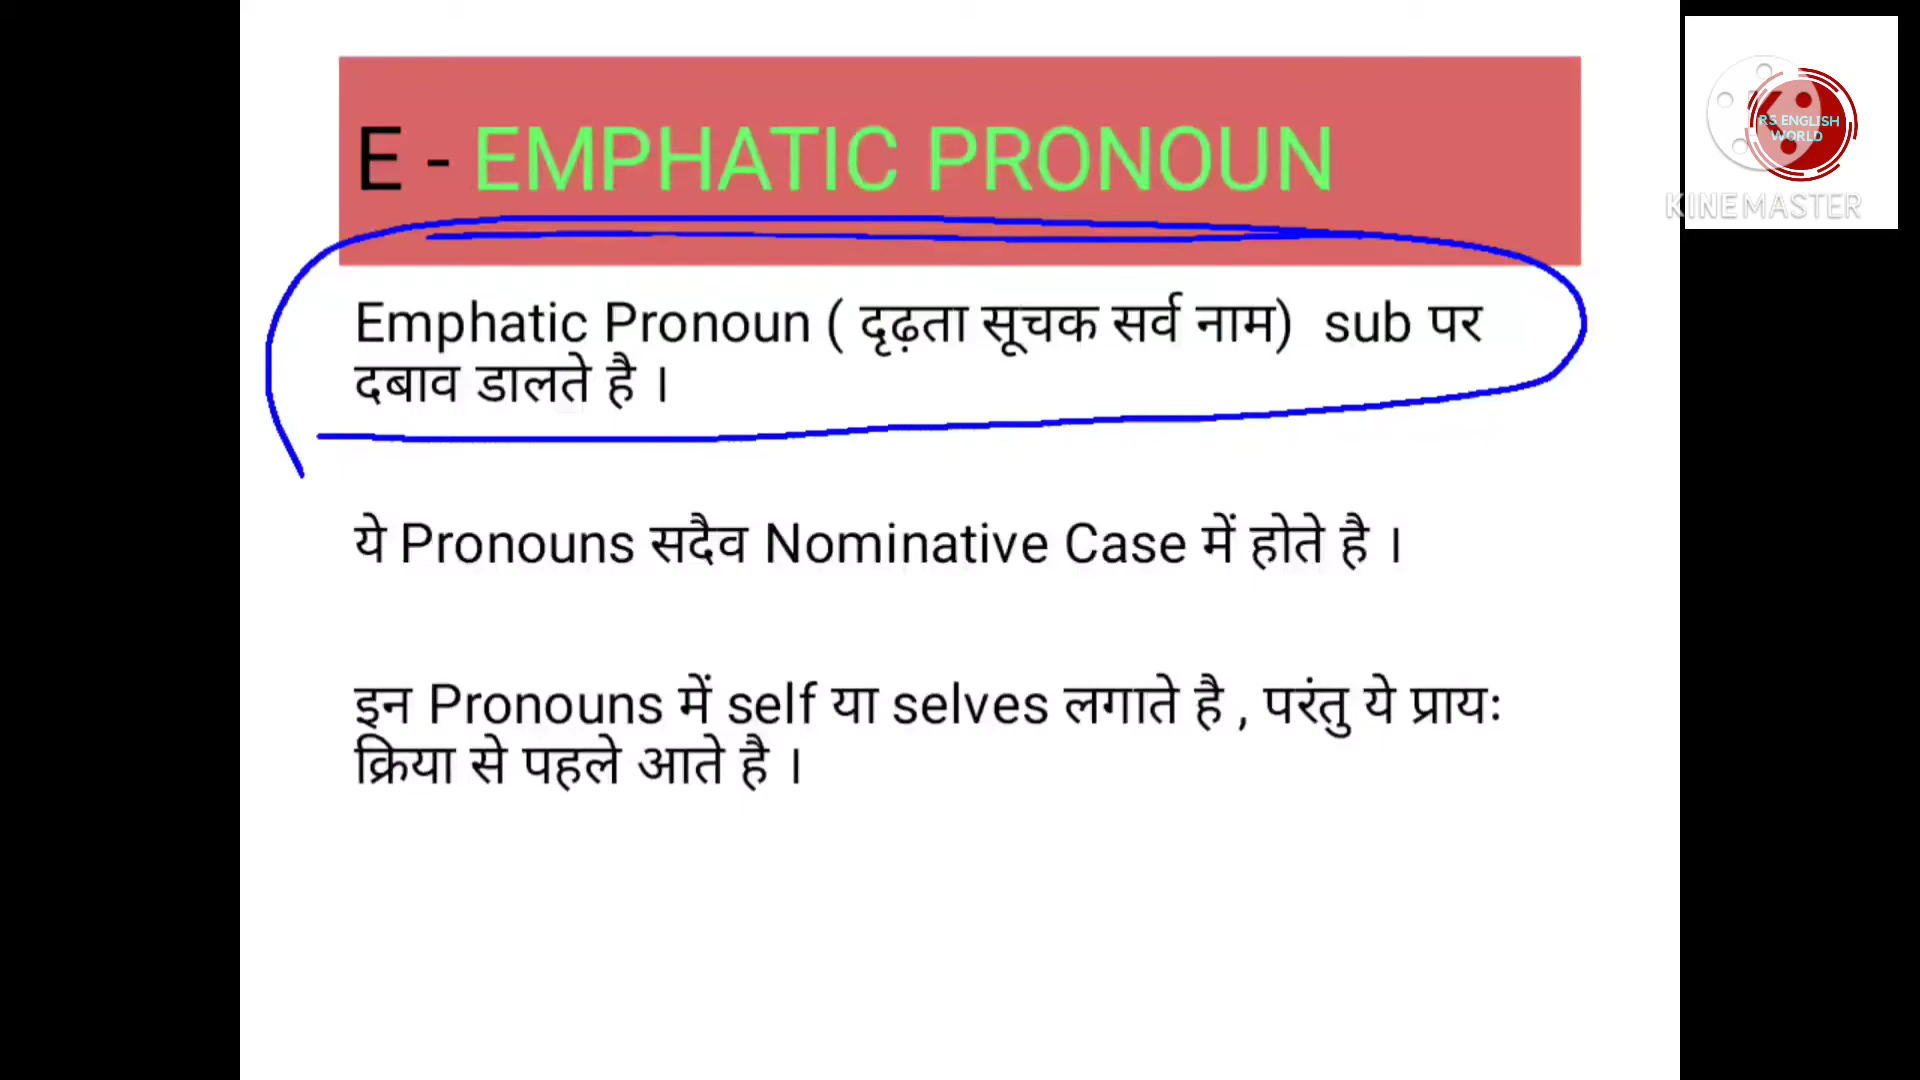 E - EMPHATIC PRONOUN
Emphatic Pronoun ( दृढ़ता सूचक सर्व नाम)  sub पर
दबाव डालते है ।
ये Pronouns सदैव Nominative Case में होते है ।
इन Pronouns में self या selves लगाते है , परंतु ये प्रायः
क्रिया से पहले आते है ।
RS ENGLISH
WORLD
KINEMASTER